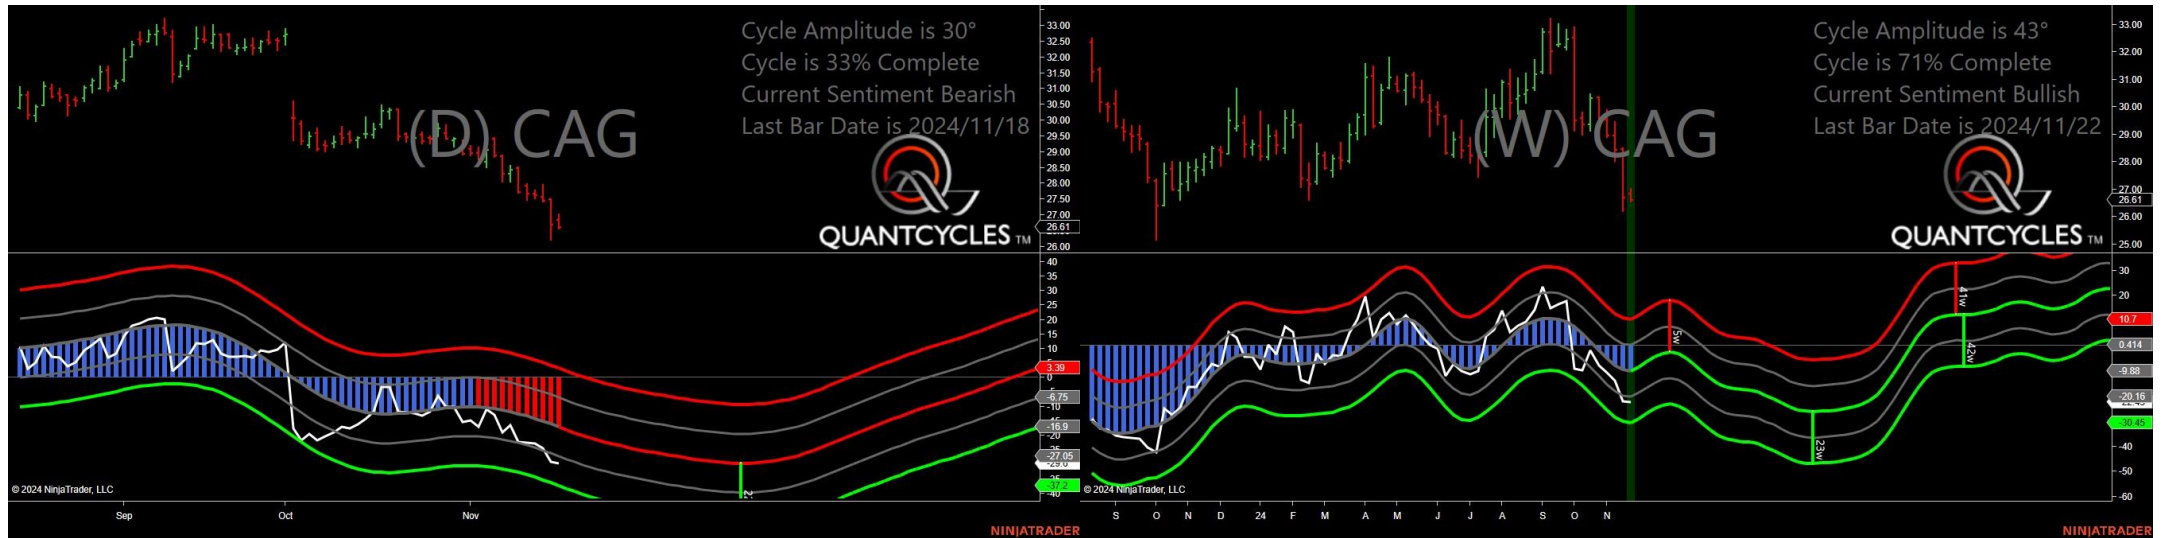 Cycle Amplitude is 30°
Cycle is 33% Complete
Current Sentiment Bearish
Last Bar Date is 2024/11/18
(D) CAG
QUANTCYCLES TM
33.00
32.50
32.00
31.50
31.00
30.50
30.00
29.50
29.00
28.50
28.00
27.50
27.00
26.61
26.00
40
35
30
25
20
15
10
5
3.39
0
-6.75
-10
-16.9
-20
-27.05
-29.0
-37.2
-40
© 2024 NinjaTrader, LLC
Sep
Oct
Nov
NINJATRADER
Cycle Amplitude is 43°
Cycle is 71% Complete
Current Sentiment Bullish
Last Bar Date is 2024/11/22
(W) CAG
QUANTCYCLES TM
33.00
32.00
31.00
30.00
29.00
28.00
27.00
26.61
26.00
25.00
5w
23w
41w
42w
30
20
10.7
0.414
-9.88
-20.16
-30.45
-40
-50
-60
© 2024 NinjaTrader, LLC
S
O
N
D
24
F
M
A
M
J
J
A
S
O
N
NINJATRADER